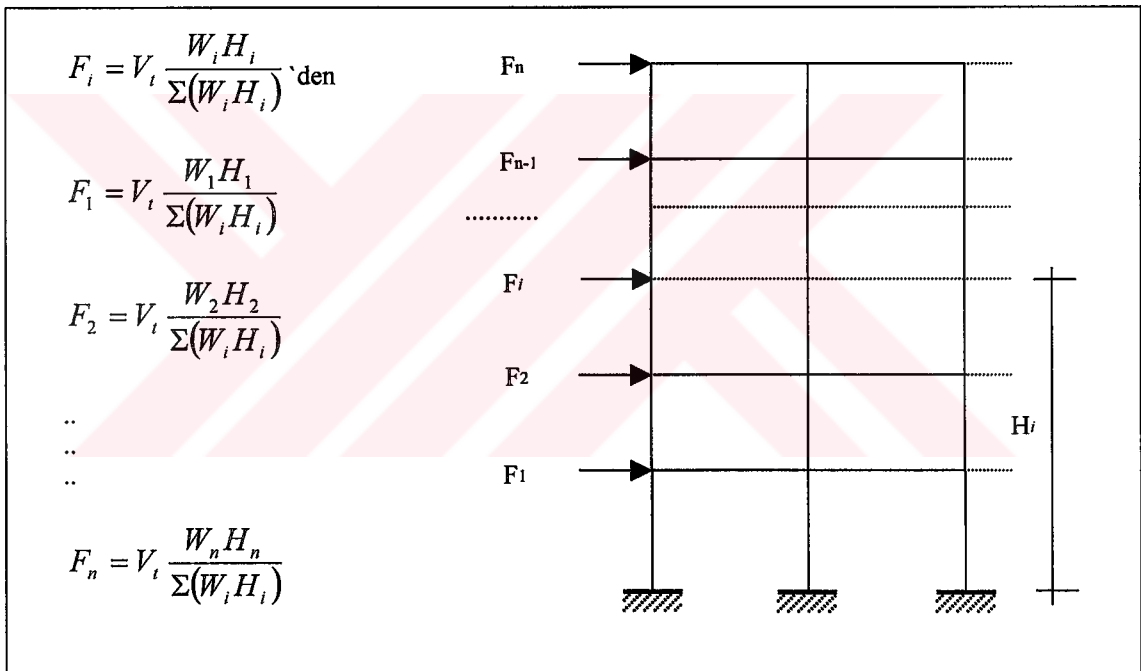 F_i = V_t W_i H_i / Σ(W_i H_i) `den
F_1 = V_t W_1 H_1 / Σ(W_i H_i)
F_2 = V_t W_2 H_2 / Σ(W_i H_i)
..
..
..
F_n = V_t W_n H_n / Σ(W_i H_i)
Fn
Fn-1
...........
Fi
F2
F1
Hi